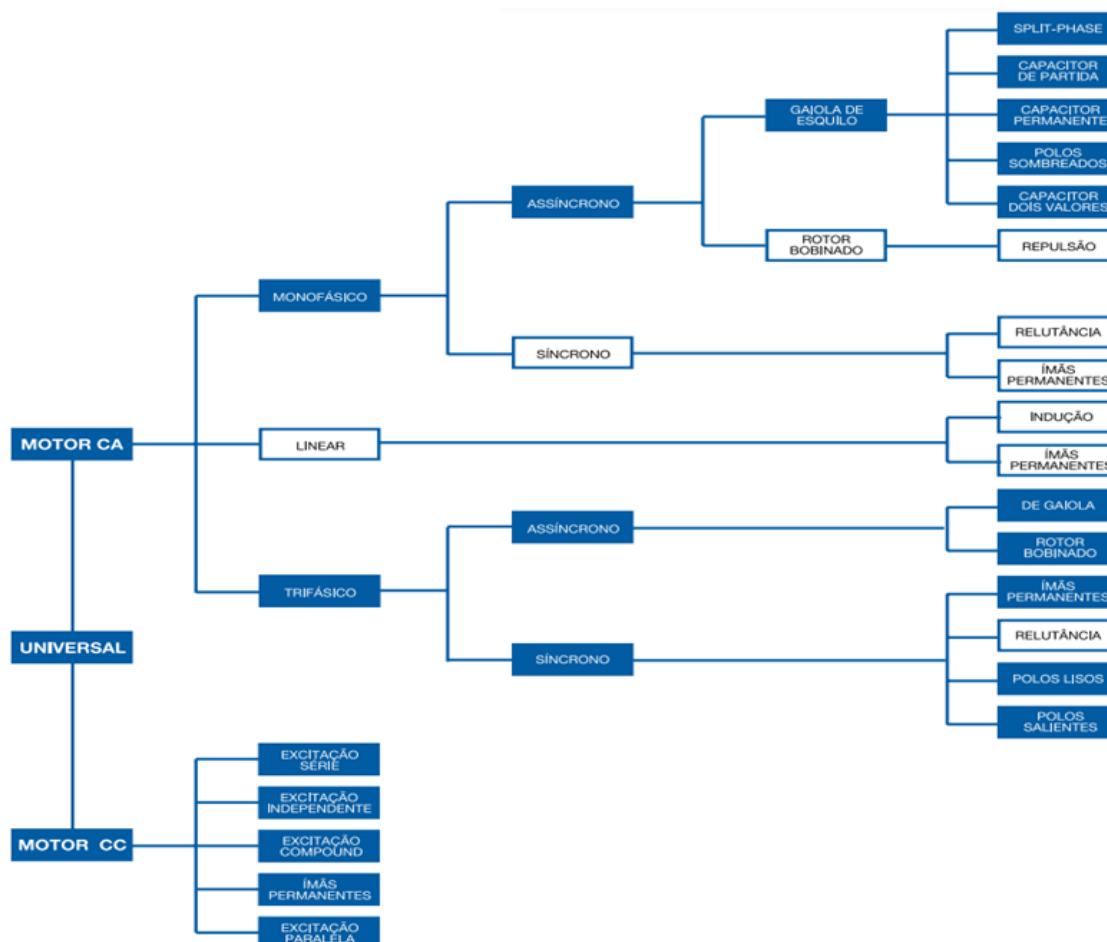 SPLIT-PHASE
CAPACITOR
DE PARTIDA
GAIOLA DE
ESQUÍLO
CAPACITOR
PERMANENTE
POLOS
SOMBREADOS
ASSÍNCRONO
CAPACITOR
DOIS VALORES
ROTOR
BOBINADO
REPULSÃO
MONOFÁSICO
RELUTÂNCIA
SÍNCRONO
ÍMÃS
PERMANENTES
INDUÇÃO
MOTOR CA
LINEAR
ÍMÃS
PERMANENTES
DE GAIOLA
ASSÍNCRONO
ROTOR
BOBINADO
TRIFÁSICO
ÍMÃS
PERMANENTES
RELUTÂNCIA
UNIVERSAL
SÍNCRONO
POLOS LISOS
POLOS
SALIENTES
EXCITAÇÃO
SÉRIE
EXCITAÇÃO
INDEPENDENTE
MOTOR CC
EXCITAÇÃO
COMPOUND
ÍMÃS
PERMANENTES
EXCITAÇÃO
PARALÉLA